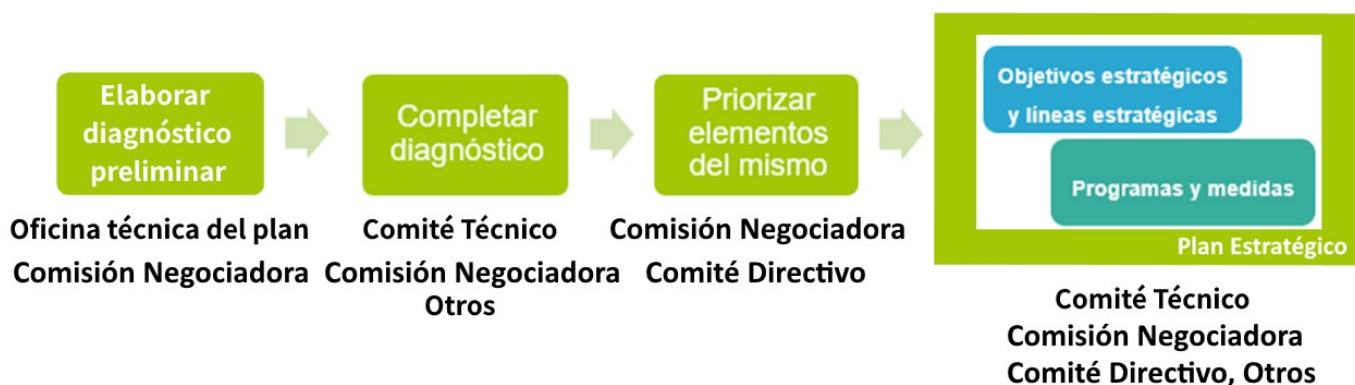 Elaborar
diagnóstico
preliminar
Oficina técnica del plan
Comisión Negociadora
Completar
diagnóstico
Comité Técnico
Comisión Negociadora
Otros
Priorizar
elementos
del mismo
Comisión Negociadora
Comité Directivo
Objetivos estratégicos
y líneas estratégicas
Programas y medidas
Plan Estratégico
Comité Técnico
Comisión Negociadora
Comité Directivo, Otros